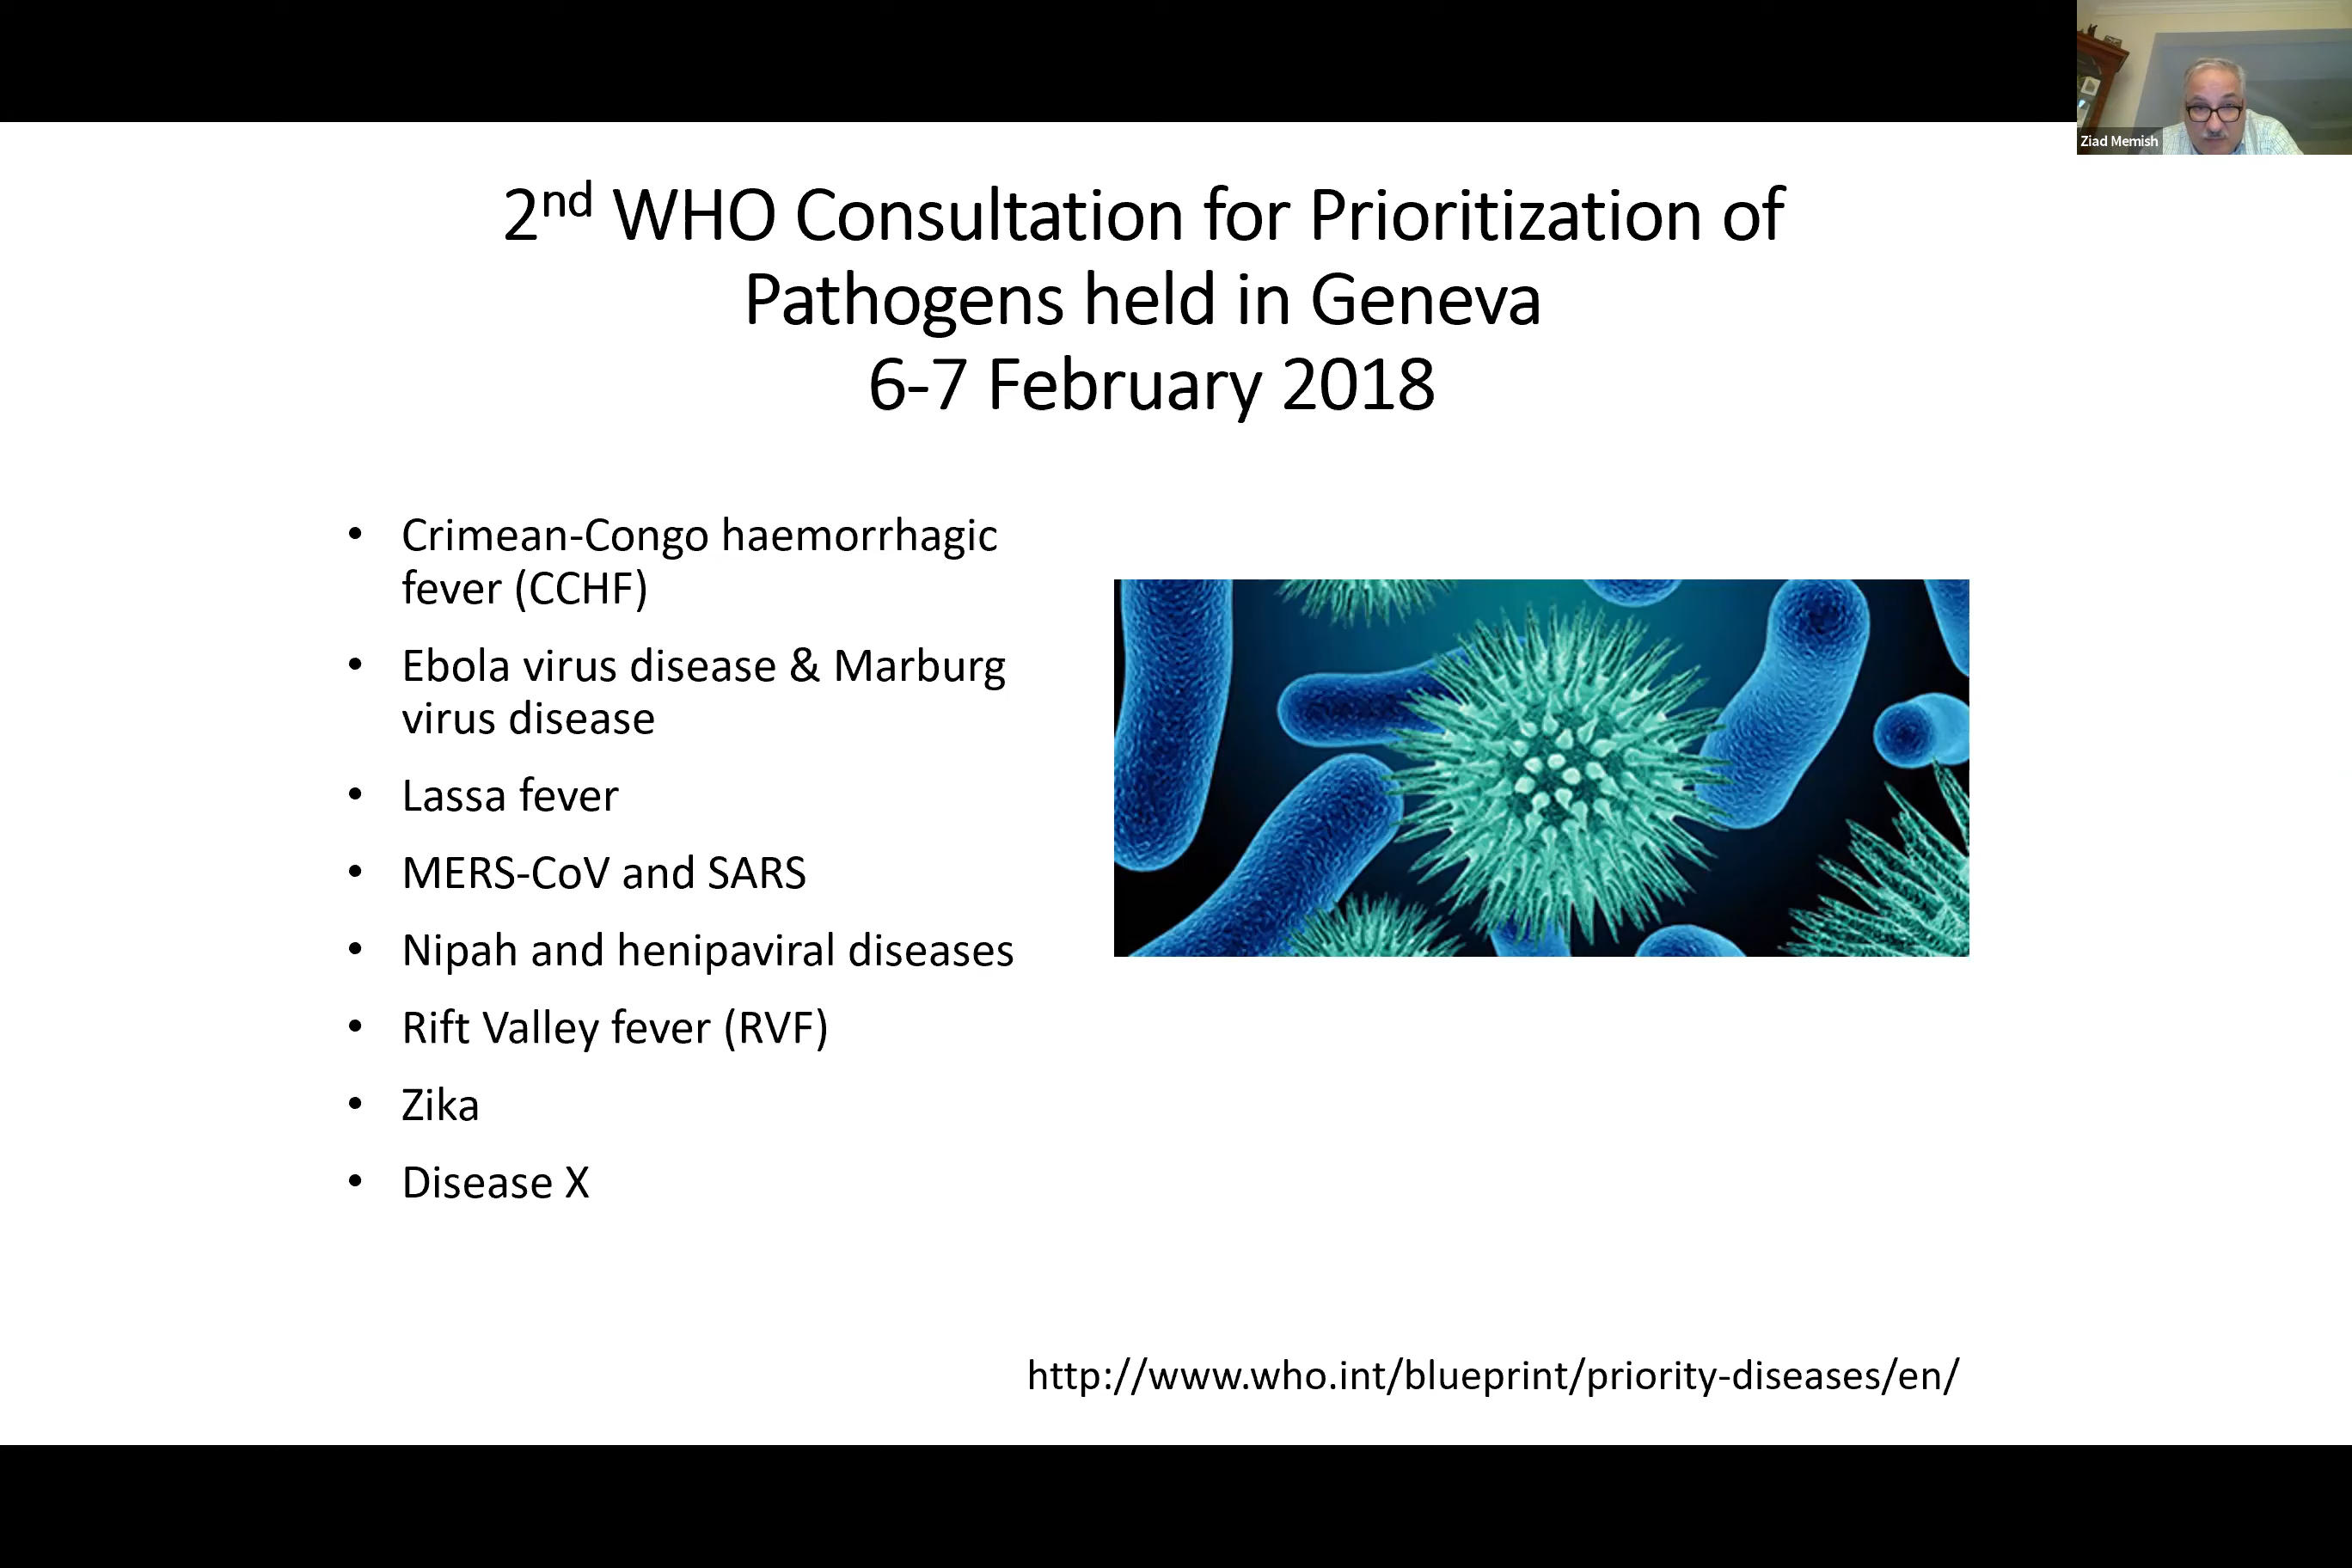 Ziad Memish
2nd WHO Consultation for Prioritization of
Pathogens held in Geneva
6-7 February 2018
• Crimean-Congo haemorrhagic
fever (CCHF)
• Ebola virus disease & Marburg
virus disease
• Lassa fever
• MERS-CoV and SARS
• Nipah and henipaviral diseases
• Rift Valley fever (RVF)
• Zika
• Disease X
http://www.who.int/blueprint/priority-diseases/en/